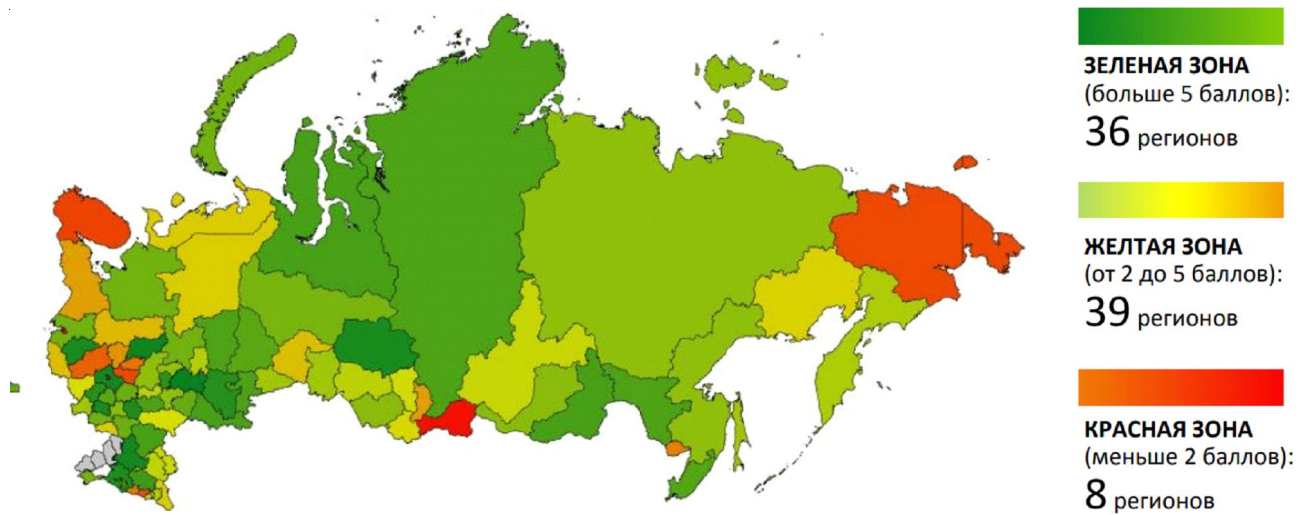 ЗЕЛЕНАЯ ЗОНА
(больше 5 баллов):
36 регионов
ЖЕЛТАЯ ЗОНА
(от 2 до 5 баллов):
39 регионов
КРАСНАЯ ЗОНА
(меньше 2 баллов):
8 регионов